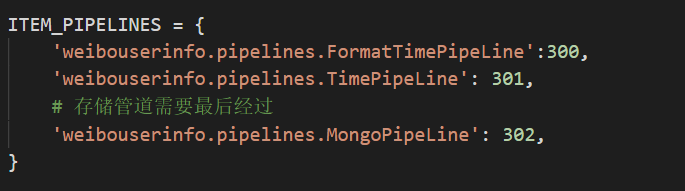 ITEM_PIPELINES = {
    'weibouserinfo.pipelines.FormatTimePipeLine':300,
    'weibouserinfo.pipelines.TimePipeLine': 301,
    # 存储管道需要最后经过
    'weibouserinfo.pipelines.MongoPipeLine': 302,
}